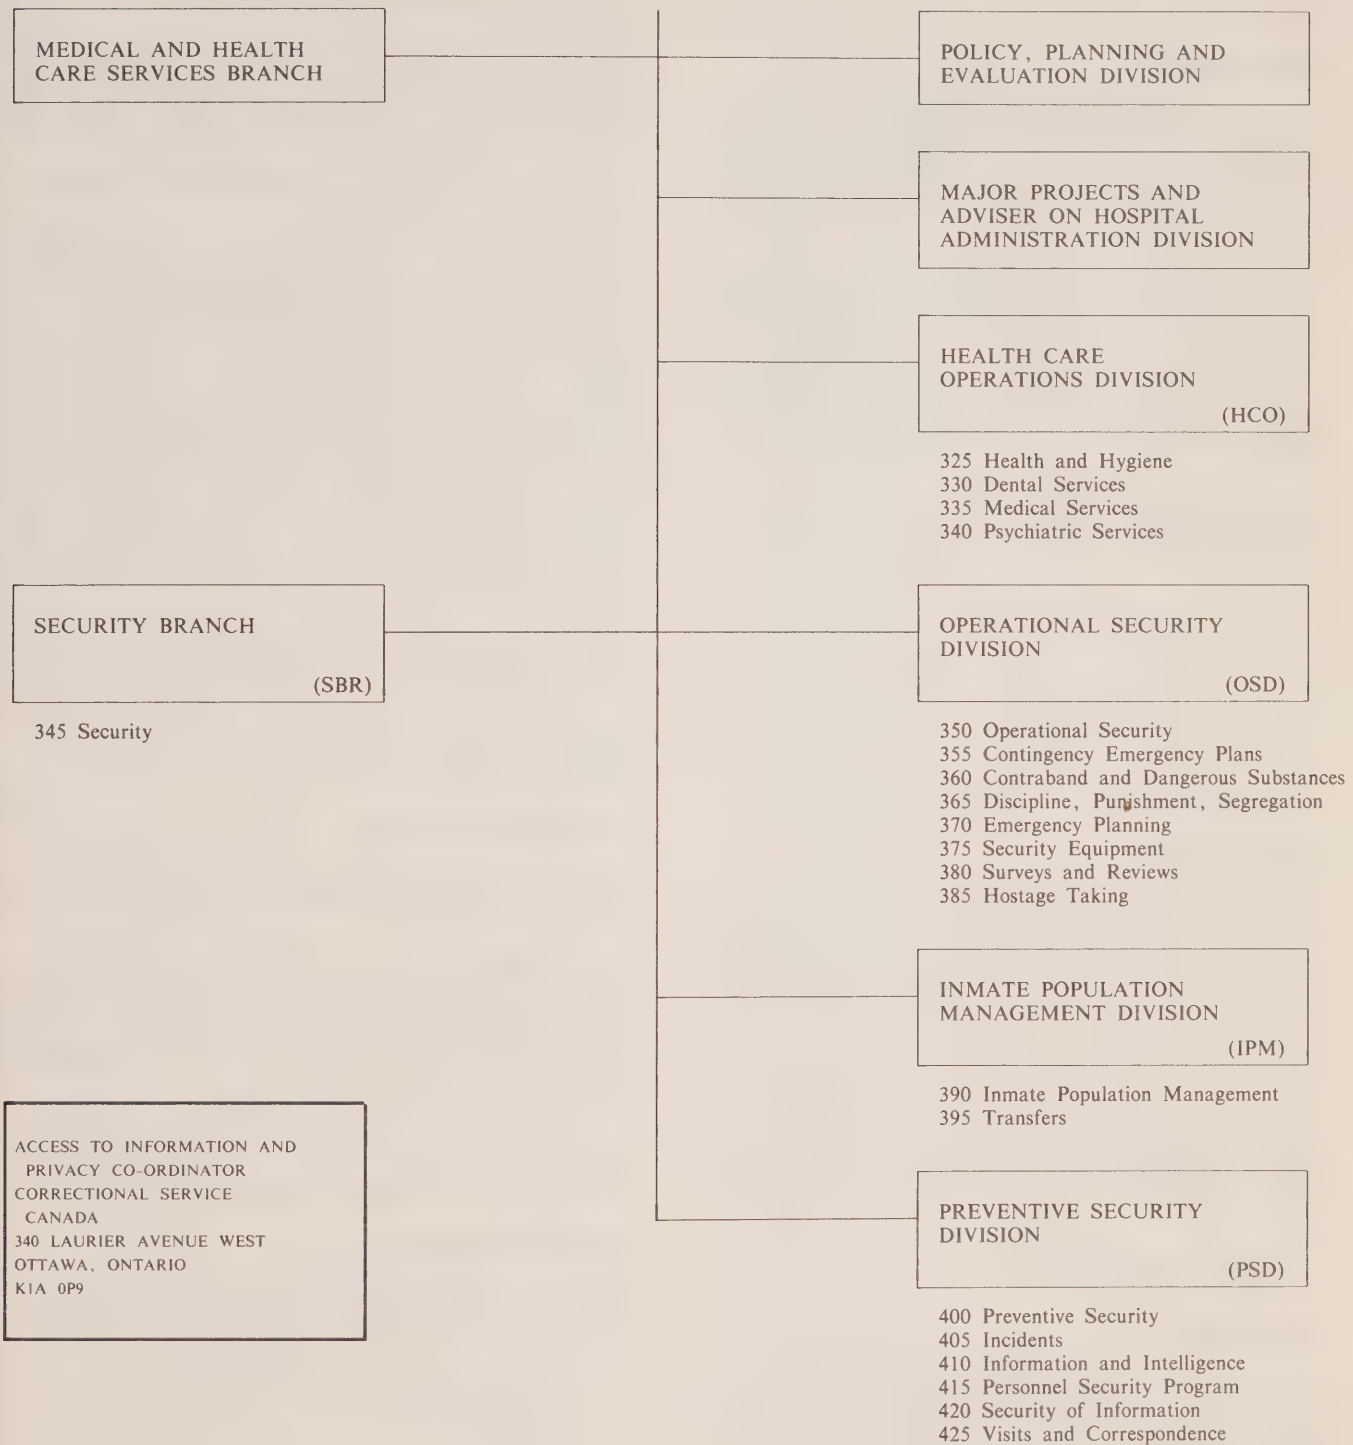 MEDICAL AND HEALTH
CARE SERVICES BRANCH
POLICY, PLANNING AND
EVALUATION DIVISION
MAJOR PROJECTS AND
ADVISER ON HOSPITAL
ADMINISTRATION DIVISION
HEALTH CARE
OPERATIONS DIVISION
(HCO)
325 Health and Hygiene
330 Dental Services
335 Medical Services
340 Psychiatric Services
SECURITY BRANCH
(SBR)
345 Security
OPERATIONAL SECURITY
DIVISION
(OSD)
350 Operational Security
355 Contingency Emergency Plans
360 Contraband and Dangerous Substances
365 Discipline, Punishment, Segregation
370 Emergency Planning
375 Security Equipment
380 Surveys and Reviews
385 Hostage Taking
INMATE POPULATION
MANAGEMENT DIVISION
(IPM)
390 Inmate Population Management
395 Transfers
ACCESS TO INFORMATION AND
PRIVACY CO-ORDINATOR
CORRECTIONAL SERVICE
CANADA
340 LAURIER AVENUE WEST
OTTAWA, ONTARIO
K1A 0P9
PREVENTIVE SECURITY
DIVISION
(PSD)
400 Preventive Security
405 Incidents
410 Information and Intelligence
415 Personnel Security Program
420 Security of Information
425 Visits and Correspondence